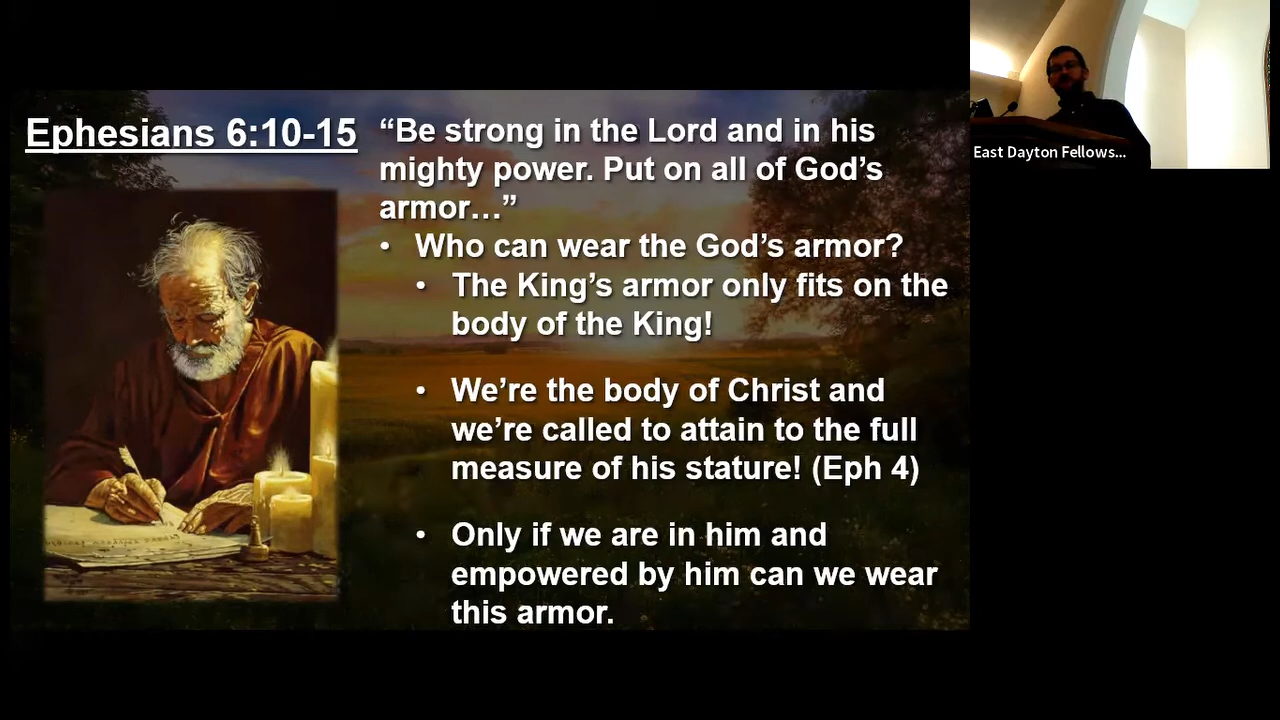 Ephesians 6:10-15
“Be strong in the Lord and in his
mighty power. Put on all of God’s
armor…”
• Who can wear the God’s armor?
• The King’s armor only fits on the
body of the King!
• We’re the body of Christ and
we’re called to attain to the full
measure of his stature! (Eph 4)
• Only if we are in him and
empowered by him can we wear
this armor.
East Dayton Fellows...